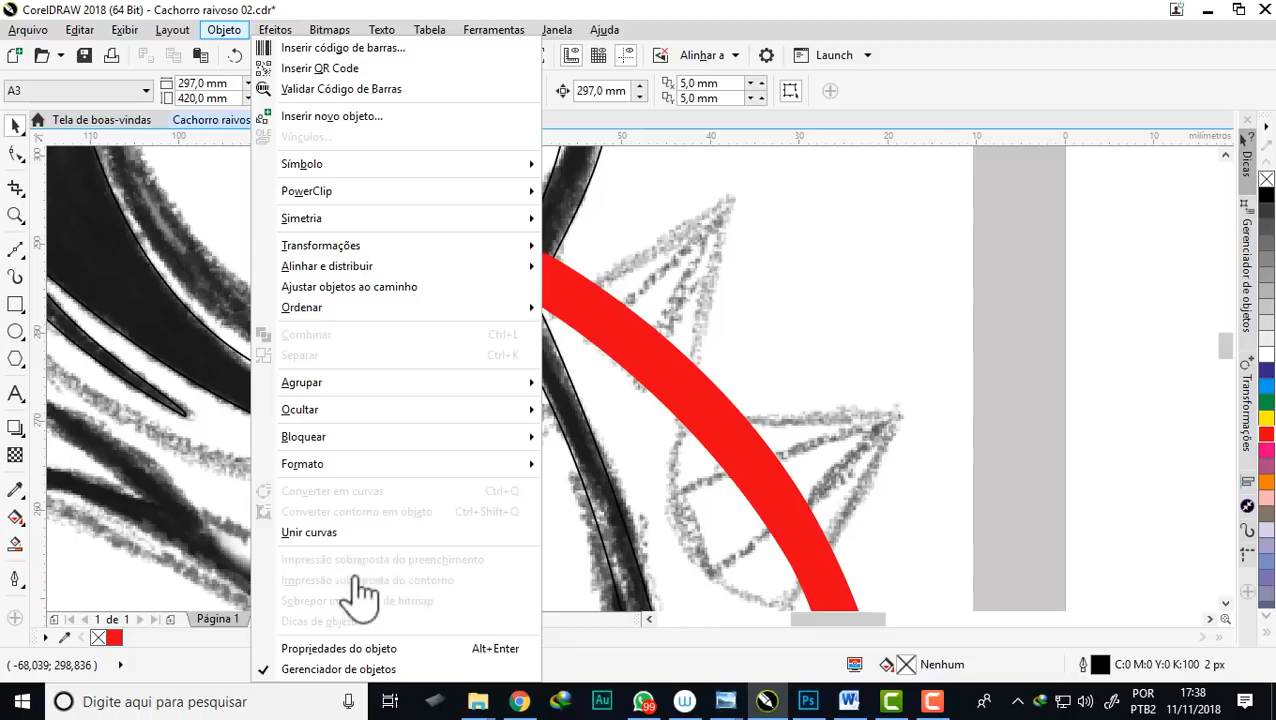 CorelDRAW 2018 (64 Bit) - Cachorro raivoso 02.cdr*
Arquivo Editar Exibir Layout Objeto Efeitos Bitmaps Texto Tabela Ferramentas Janela Ajuda
Inserir código de barras...
Alinhar a Launch
Inserir QR Code
A3 297,0 mm 420,0 mm
Validar Código de Barras
297,0 mm 5,0 mm 5,0 mm
Inserir novo objeto...
Tela de boas-vindas Cachorro raivos
Vínculos...
110 100 50 40 30 20 10 0 10 milímetros
Símbolo
PowerClip
Simetria
Transformações
Alinhar e distribuir
Ajustar objetos ao caminho
Ordenar
Combinar Ctrl+L
Separar Ctrl+K
Agrupar
Ocultar
Bloquear
Formato
Converter em curvas Ctrl+Q
Converter contorno em objeto Ctrl+Shift+Q
Unir curvas
Impressão sobreposta do preenchimento
Impressão sobreposta do contorno
Sobrepor im de bitmap
Dicas de obje
Propriedades do objeto Alt+Enter
Gerenciador de objetos
Dicas
Gerenciador de objetos
Transformações
1 de 1 Página 1
(-68,039; 298,836)
Nenhum C:0 M:0 Y:0 K:100 2 px
Digite aqui para pesquisar
99
POR
PTB2
17:38
11/11/2018